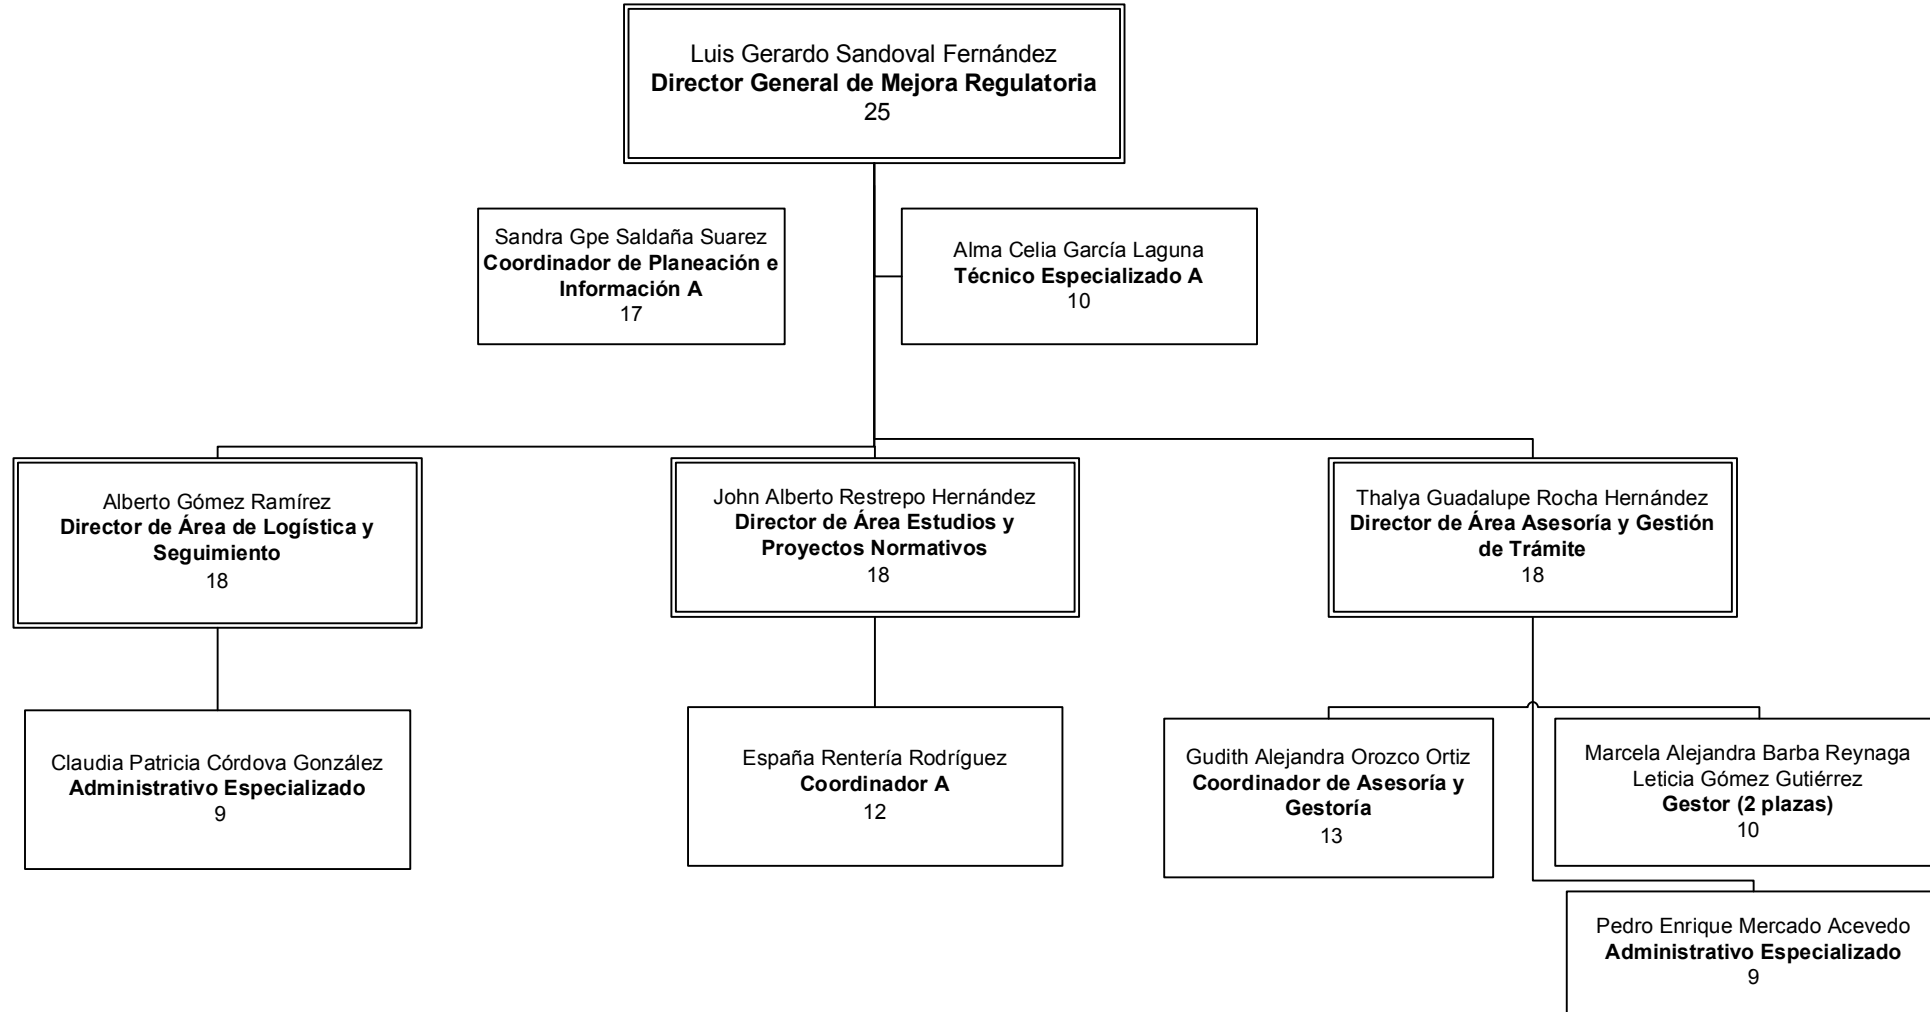 Luis Gerardo Sandoval Fernández
Director General de Mejora Regulatoria
25
Sandra Gpe Saldaña Suarez
Coordinador de Planeación e
Información A
17
Alma Celia García Laguna
Técnico Especializado A
10
Alberto Gómez Ramírez
Director de Área de Logística y
Seguimiento
18
John Alberto Restrepo Hernández
Director de Área Estudios y
Proyectos Normativos
18
Thalya Guadalupe Rocha Hernández
Director de Área Asesoría y Gestión
de Trámite
18
Claudia Patricia Córdova González
Administrativo Especializado
9
España Rentería Rodríguez
Coordinador A
12
Gudith Alejandra Orozco Ortiz
Coordinador de Asesoría y
Gestoría
13
Marcela Alejandra Barba Reynaga
Leticia Gómez Gutiérrez
Gestor (2 plazas)
10
Pedro Enrique Mercado Acevedo
Administrativo Especializado
9